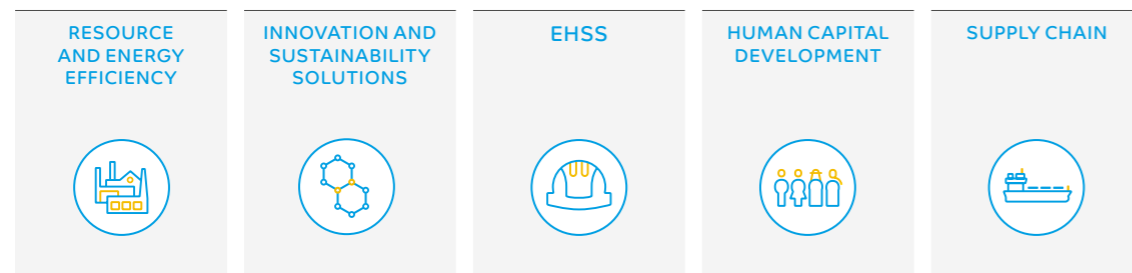 RESOURCE
AND ENERGY
EFFICIENCY
INNOVATION AND
SUSTAINABILITY
SOLUTIONS
EHSS
HUMAN CAPITAL
DEVELOPMENT
SUPPLY CHAIN